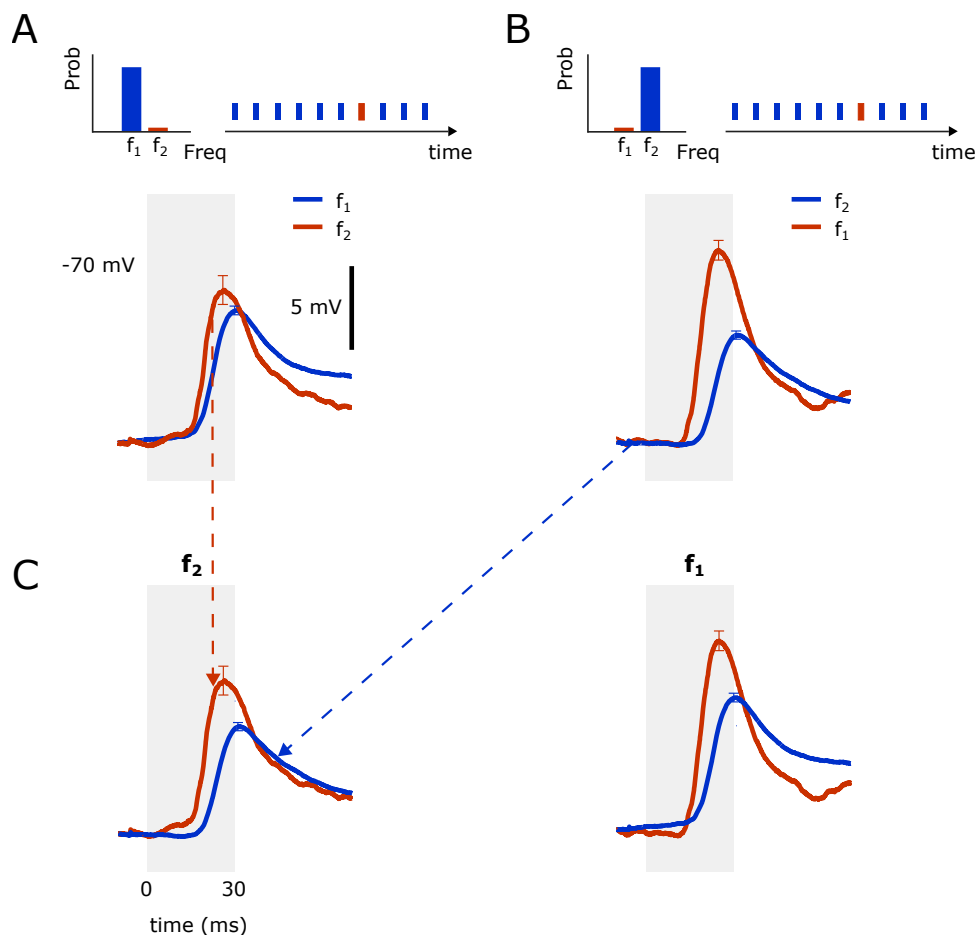 A
B
Prob
f₁ f₂
Freq
time
Prob
f₁ f₂
Freq
time
f₁
f₂
f₂
f₁
-70 mV
5 mV
C
f₂
f₁
0 30
time (ms)